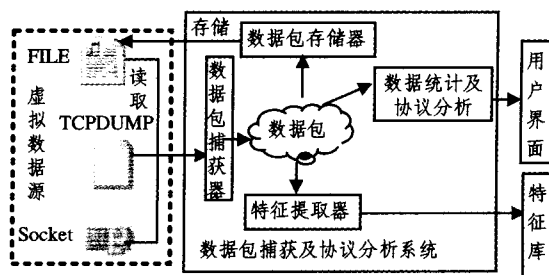 存储
数据包存储器
FILE
读取
虚拟数据源
TCPDUMP
Socket
数据包捕获器
数据包
数据统计及
协议分析
特征提取器
数据包捕获及协议分析系统
用户界面
特征库